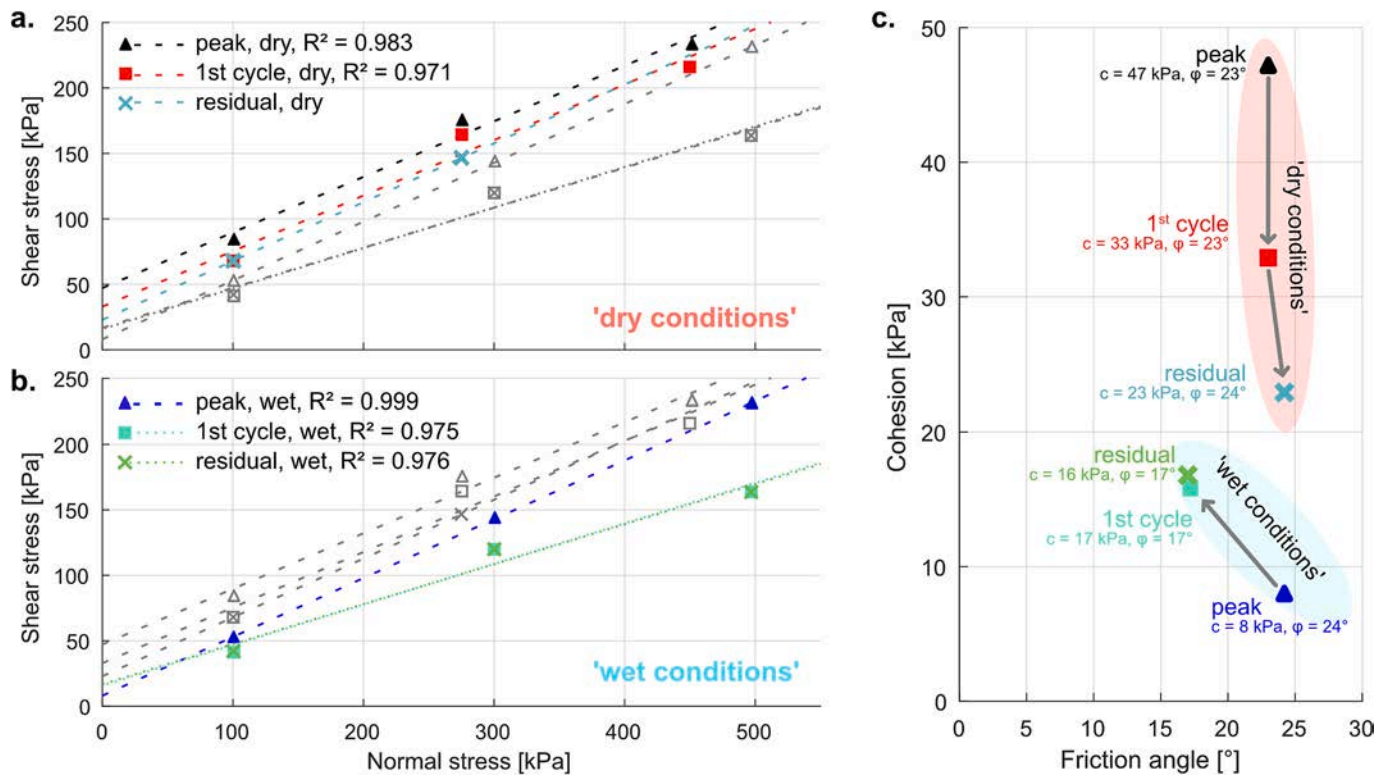 a.
250
200
150
100
50
0
Shear stress [kPa]
peak, dry, R² = 0.983
1st cycle, dry, R² = 0.971
residual, dry
'dry conditions'
b.
250
200
150
100
50
0
Shear stress [kPa]
peak, wet, R² = 0.999
1st cycle, wet, R² = 0.975
residual, wet, R² = 0.976
'wet conditions'
0 100 200 300 400 500
Normal stress [kPa]
c.
50
40
30
20
10
0
Cohesion [kPa]
peak
c = 47 kPa, φ = 23°
'dry conditions'
1st cycle
c = 33 kPa, φ = 23°
residual
c = 23 kPa, φ = 24°
residual
c = 16 kPa, φ = 17°
'wet conditions'
1st cycle
c = 17 kPa, φ = 17°
peak
c = 8 kPa, φ = 24°
0 5 10 15 20 25 30
Friction angle [°]